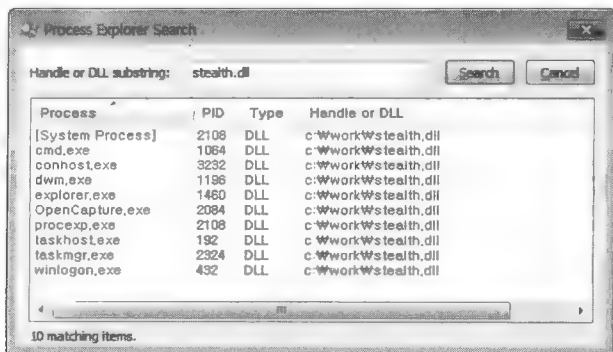 Process Explorer Search
Handle or DLL substring: stealth.dll Search Cancel
Process PID Type Handle or DLL
[System Process] 2108 DLL c:₩work₩stealth.dll
cmd.exe 1064 DLL c:₩work₩stealth.dll
conhost.exe 3232 DLL c:₩work₩stealth.dll
dwm.exe 1196 DLL c:₩work₩stealth.dll
explorer.exe 1460 DLL c:₩work₩stealth.dll
OpenCapture.exe 2084 DLL c:₩work₩stealth.dll
procexp.exe 2108 DLL c:₩work₩stealth.dll
taskhost.exe 192 DLL c:₩work₩stealth.dll
taskmgr.exe 2324 DLL c:₩work₩stealth.dll
winlogon.exe 432 DLL c:₩work₩stealth.dll
10 matching items.